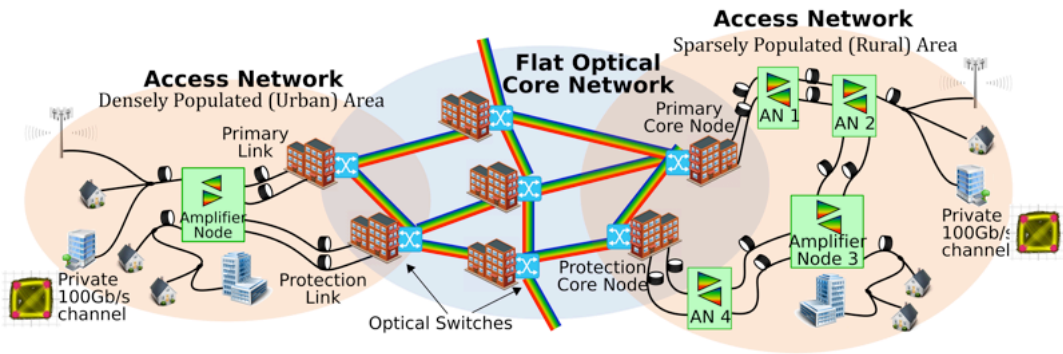 Access Network
Densely Populated (Urban) Area
Flat Optical
Core Network
Access Network
Sparsely Populated (Rural) Area
Primary
Link
Primary
Core Node
AN 1
AN 2
Amplifier
Node
Amplifier
Node 3
Private
100Gb/s
channel
Private
100Gb/s
channel
Protection
Link
Protection
Core Node
AN 4
Optical Switches